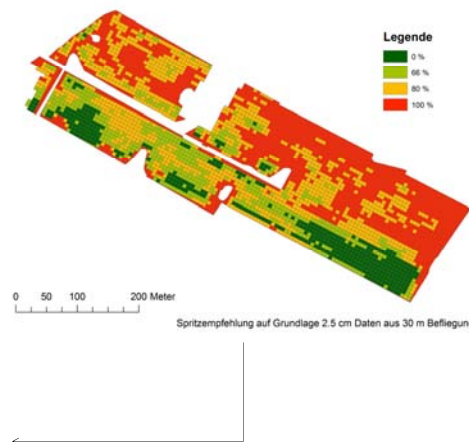 Legende
0 %
66 %
80 %
100 %
0 50 100 200 Meter
Spritzempfehlung auf Grundlage 2.5 cm Daten aus 30 m Befliegun